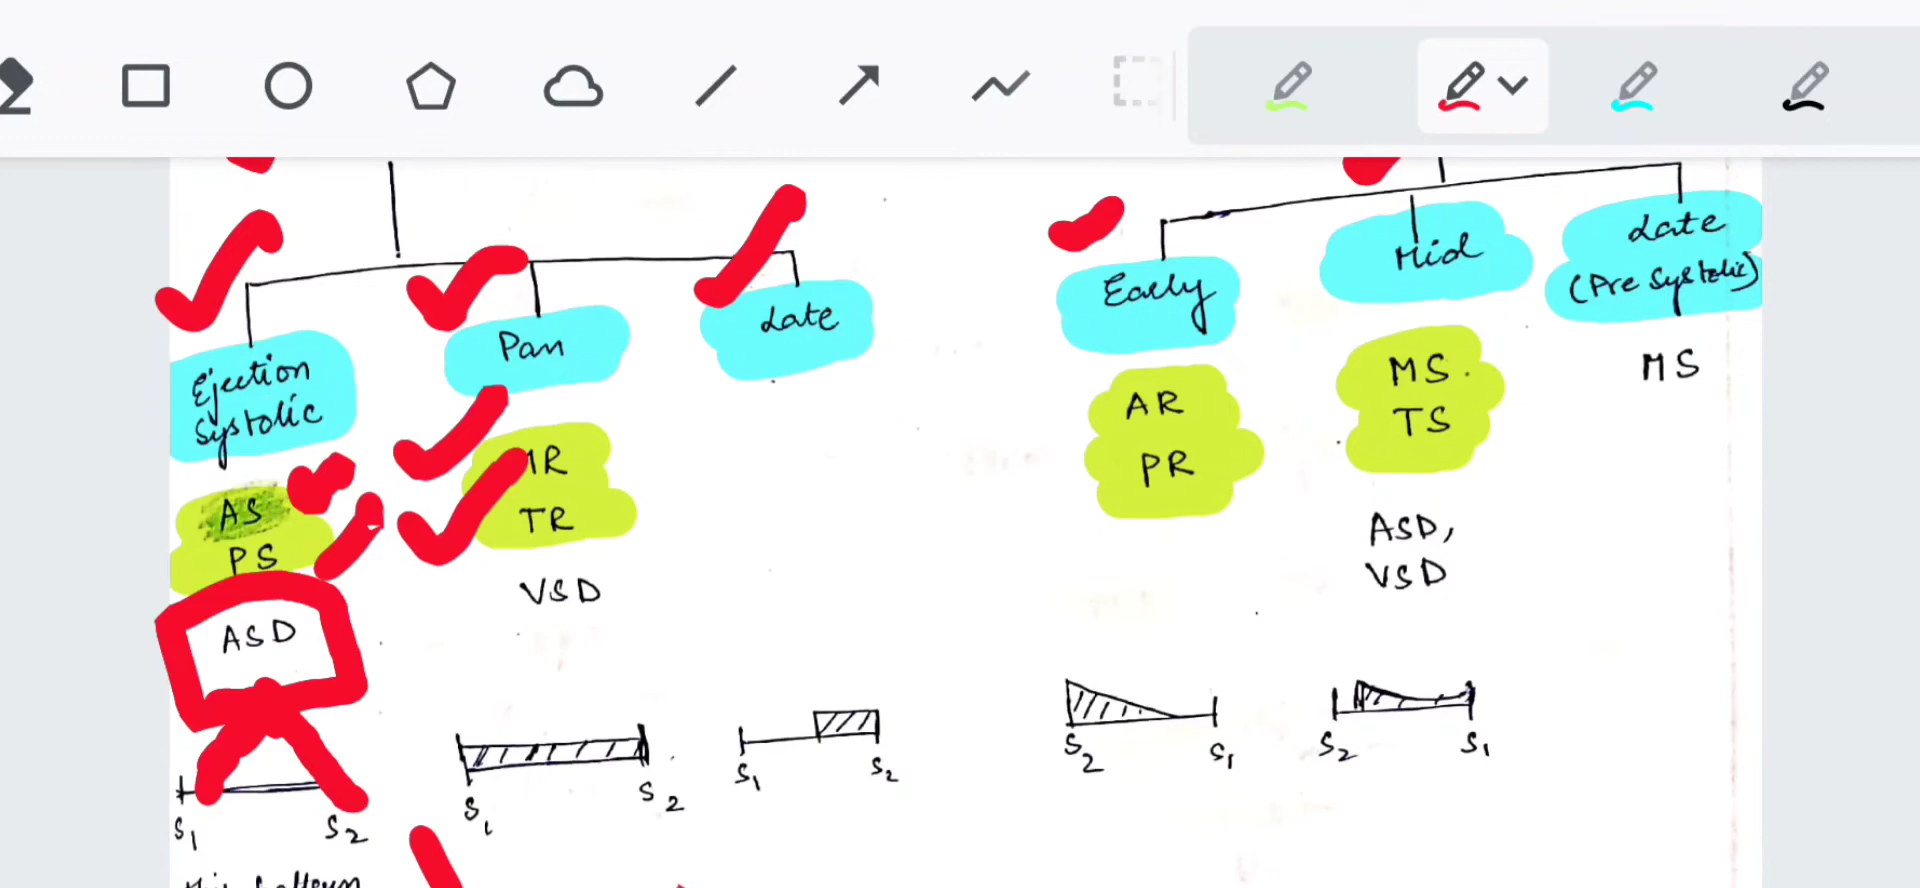 Ejection
Systolic
Pan
Late
AS
PS
ASD
MR
TR
VSD
S1 S2
S1 S2
S1 S2
Early
Mid
Late
(Pre Systolic)
AR
PR
MS.
TS
ASD,
VSD
MS
S2 S1
S2 S1